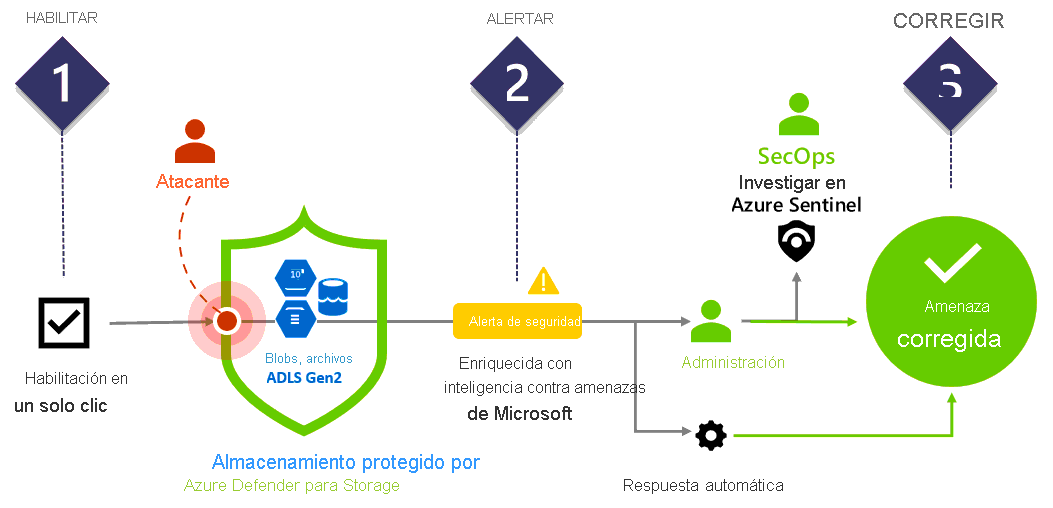 HABILITAR
1
Habilitación en
un solo clic
Atacante
10
Blobs, archivos
ADLS Gen2
Almacenamiento protegido por
Azure Defender para Storage
ALERTAR
2
Alerta de seguridad
Enriquecida con
inteligencia contra amenazas
de Microsoft
SecOps
Investigar en
Azure Sentinel
Administración
Respuesta automática
CORREGIR
3
Amenaza
corregida